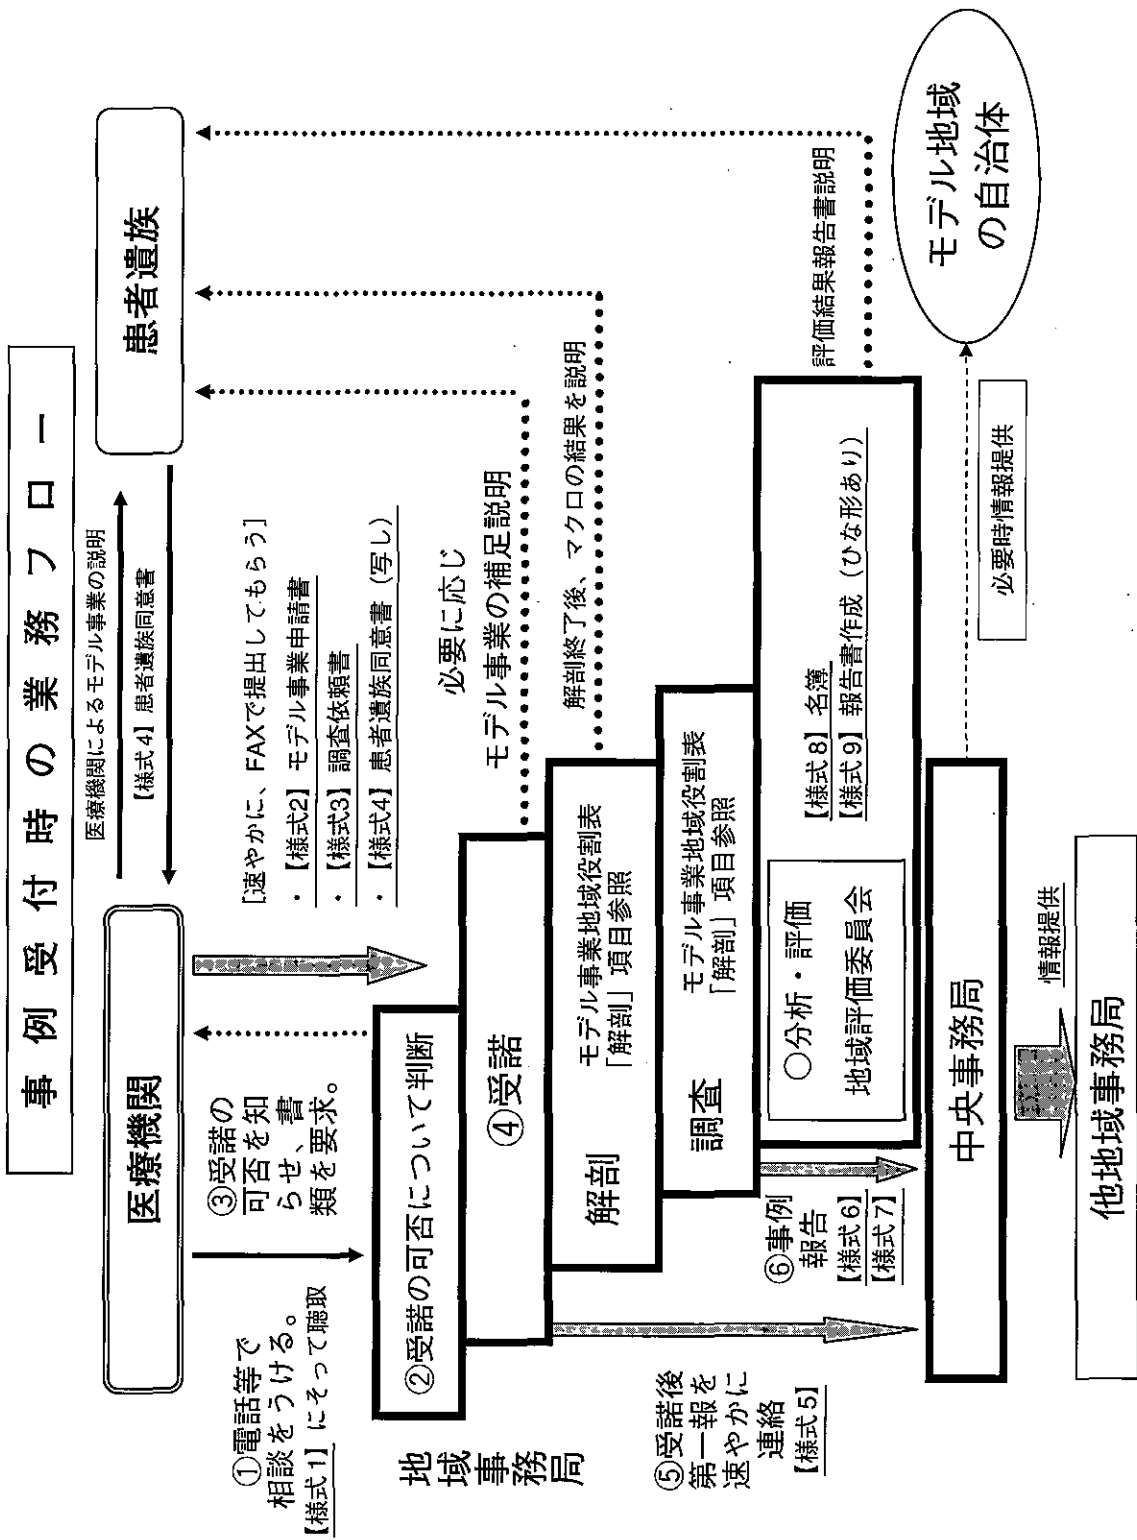 事例受付時の業務フロー
医療機関
患者遺族
医療機関によるモデル事業の説明
【様式4】患者遺族同意書
①電話等で
相談をうける。
【様式1】にそって聴取
③受諾の
可否を知
らせ、書
類を要求。
[速やかに、FAXで提出してもらう]
・【様式2】モデル事業申請書
・【様式3】調査依頼書
・【様式4】患者遺族同意書（写し）
地域事務局
②受諾の可否について判断
④受諾
必要に応じ
モデル事業の補足説明
解剖
モデル事業地域役割表
「解剖」項目参照
解剖終了後、マクロの結果を説明
調査
モデル事業地域役割表
「解剖」項目参照
○分析・評価
地域評価委員会
【様式8】名簿
【様式9】報告書作成（ひな形あり）
評価結果報告書説明
⑤受諾後
第一報を
速やかに
連絡
【様式5】
⑥事例
報告
【様式6】
【様式7】
中央事務局
必要時情報提供
モデル地域
の自治体
情報提供
他地域事務局